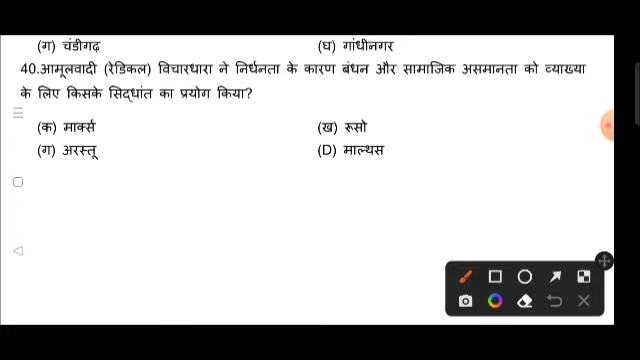 (ग) चंडीगढ़ (घ) गांधीनगर
40.आमूलवादी (रेडिकल) विचारधारा ने निर्धनता के कारण बंधन और सामाजिक असमानता को व्याख्या
के लिए किसके सिद्धांत का प्रयोग किया?
(क) मार्क्स (ख) रूसो
(ग) अरस्तू (D) माल्थस